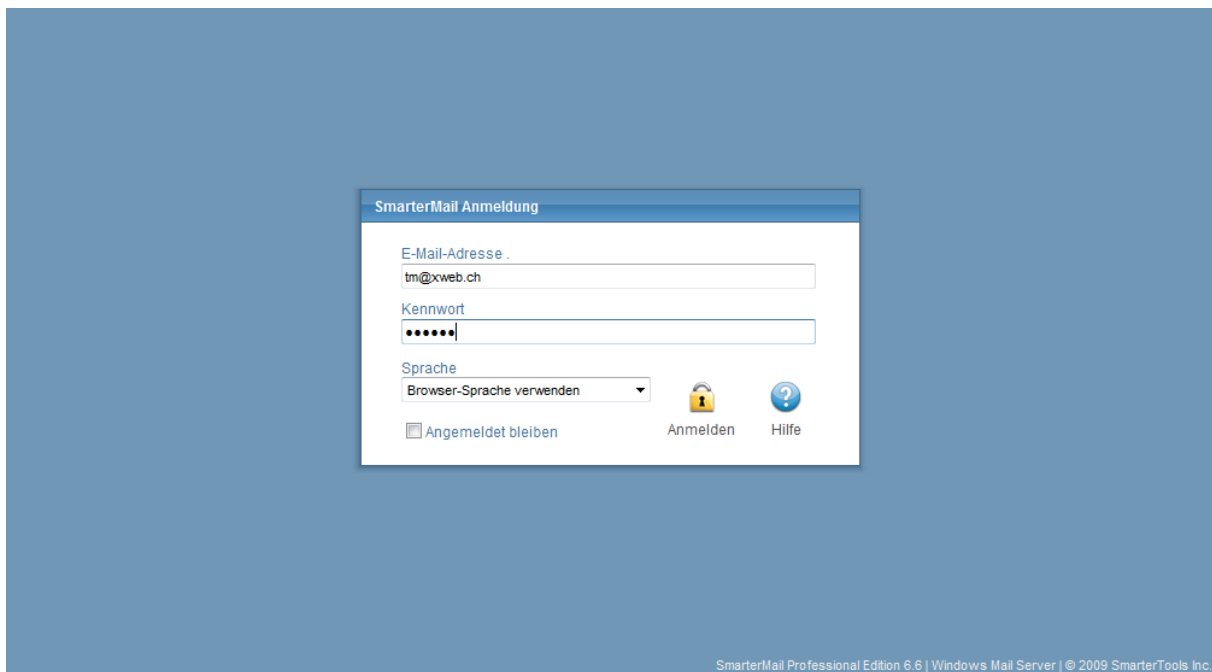 SmarterMail Anmeldung
E-Mail-Adresse .
tm@xweb.ch
Kennwort
••••••
Sprache
Browser-Sprache verwenden
Angemeldet bleiben
Anmelden
Hilfe
SmarterMail Professional Edition 6.6 | Windows Mail Server | © 2009 SmarterTools Inc.